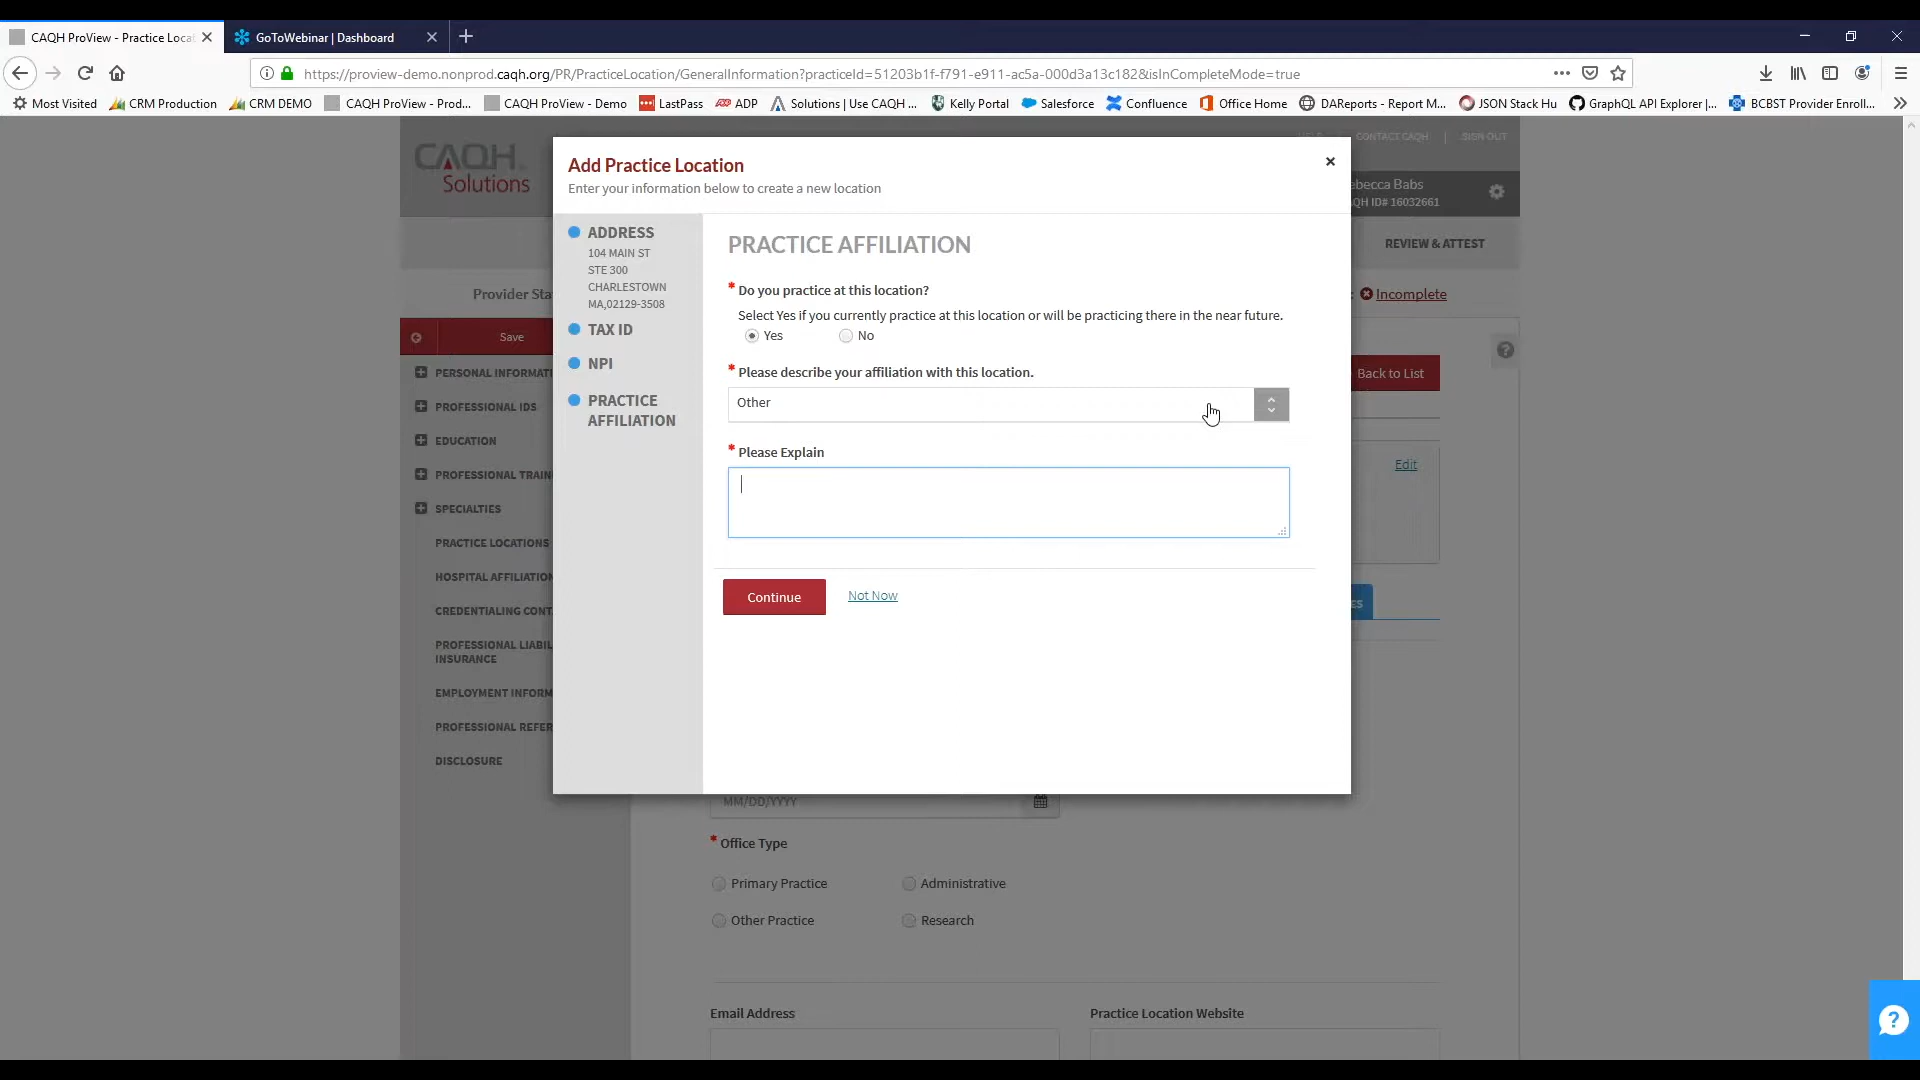 CAQH ProView - Practice Locat
GoToWebinar | Dashboard
https://proview-demo.nonprod.caqh.org/PR/PracticeLocation/GeneralInformation?practiceId=51203b1f-f791-e911-ac5a-000d3a13c182&isInCompleteMode=true
Most Visited
CRM Production
CRM DEMO
CAQH ProView - Prod...
CAQH ProView - Demo
LastPass
ADP
Solutions | Use CAQH ...
Kelly Portal
Salesforce
Confluence
Office Home
DAReports - Report M...
JSON Stack Hu
GraphQL API Explorer |...
BCBST Provider Enroll...
CAQH
Solutions
HELP
CONTACT CAQH
|
SIGN OUT
ebecca Babs
QH ID# 16032661
REVIEW & ATTEST
Provider Sta
: Incomplete
Save
PERSONAL INFORMATI
PROFESSIONAL IDS
EDUCATION
PROFESSIONAL TRAIN
SPECIALTIES
PRACTICE LOCATIONS
HOSPITAL AFFILIATION
CREDENTIALING CONT
PROFESSIONAL LIABIL
INSURANCE
EMPLOYMENT INFORM
PROFESSIONAL REFER
DISCLOSURE
Add Practice Location
Enter your information below to create a new location
×
ADDRESS
104 MAIN ST
STE 300
CHARLESTOWN
MA,02129-3508
TAX ID
NPI
PRACTICE
AFFILIATION
PRACTICE AFFILIATION
* Do you practice at this location?
Select Yes if you currently practice at this location or will be practicing there in the near future.
Yes
No
* Please describe your affiliation with this location.
Other
* Please Explain
Continue
Not Now
?
Back to List
Edit
ES
MM/DD/YYYY
* Office Type
Primary Practice
Administrative
Other Practice
Research
Email Address
Practice Location Website
?